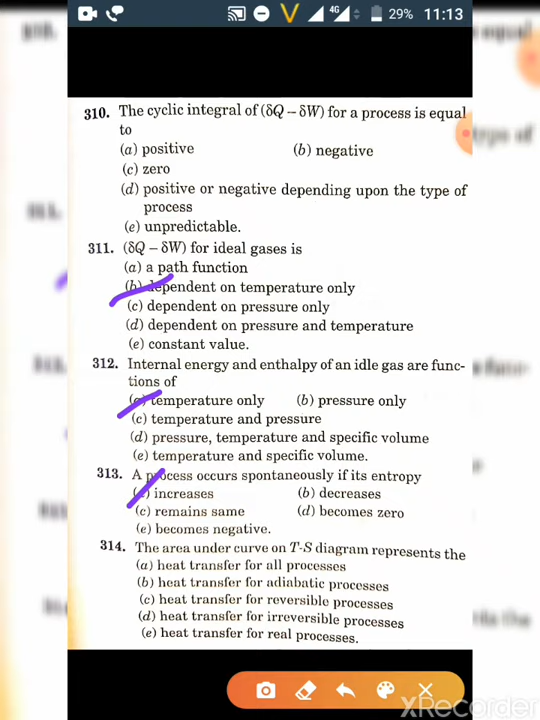 4G 29% 11:13
310. The cyclic integral of (δQ – δW) for a process is equal
to
(a) positive (b) negative
(c) zero
(d) positive or negative depending upon the type of
process
(e) unpredictable.
311. (δQ – δW) for ideal gases is
(a) a path function
(b) dependent on temperature only
(c) dependent on pressure only
(d) dependent on pressure and temperature
(e) constant value.
312. Internal energy and enthalpy of an idle gas are func-
tions of
(a) temperature only (b) pressure only
(c) temperature and pressure
(d) pressure, temperature and specific volume
(e) temperature and specific volume.
313. A process occurs spontaneously if its entropy
(a) increases (b) decreases
(c) remains same (d) becomes zero
(e) becomes negative.
314. The area under curve on T-S diagram represents the
(a) heat transfer for all processes
(b) heat transfer for adiabatic processes
(c) heat transfer for reversible processes
(d) heat transfer for irreversible processes
(e) heat transfer for real processes.
XRecorder